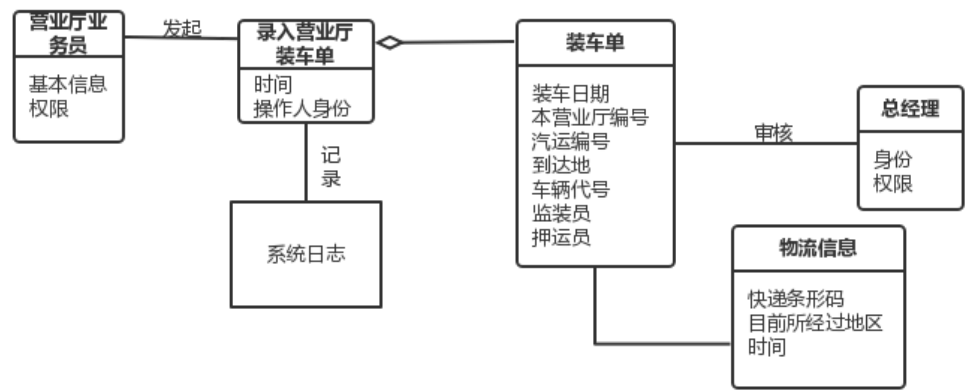 营业厅业
务员
基本信息
权限
发起
录入营业厅
装车单
时间
操作人身份
记
录
系统日志
装车单
装车日期
本营业厅编号
汽运编号
到达地
车辆代号
监装员
押运员
审核
总经理
身份
权限
物流信息
快递条形码
目前所经过地区
时间